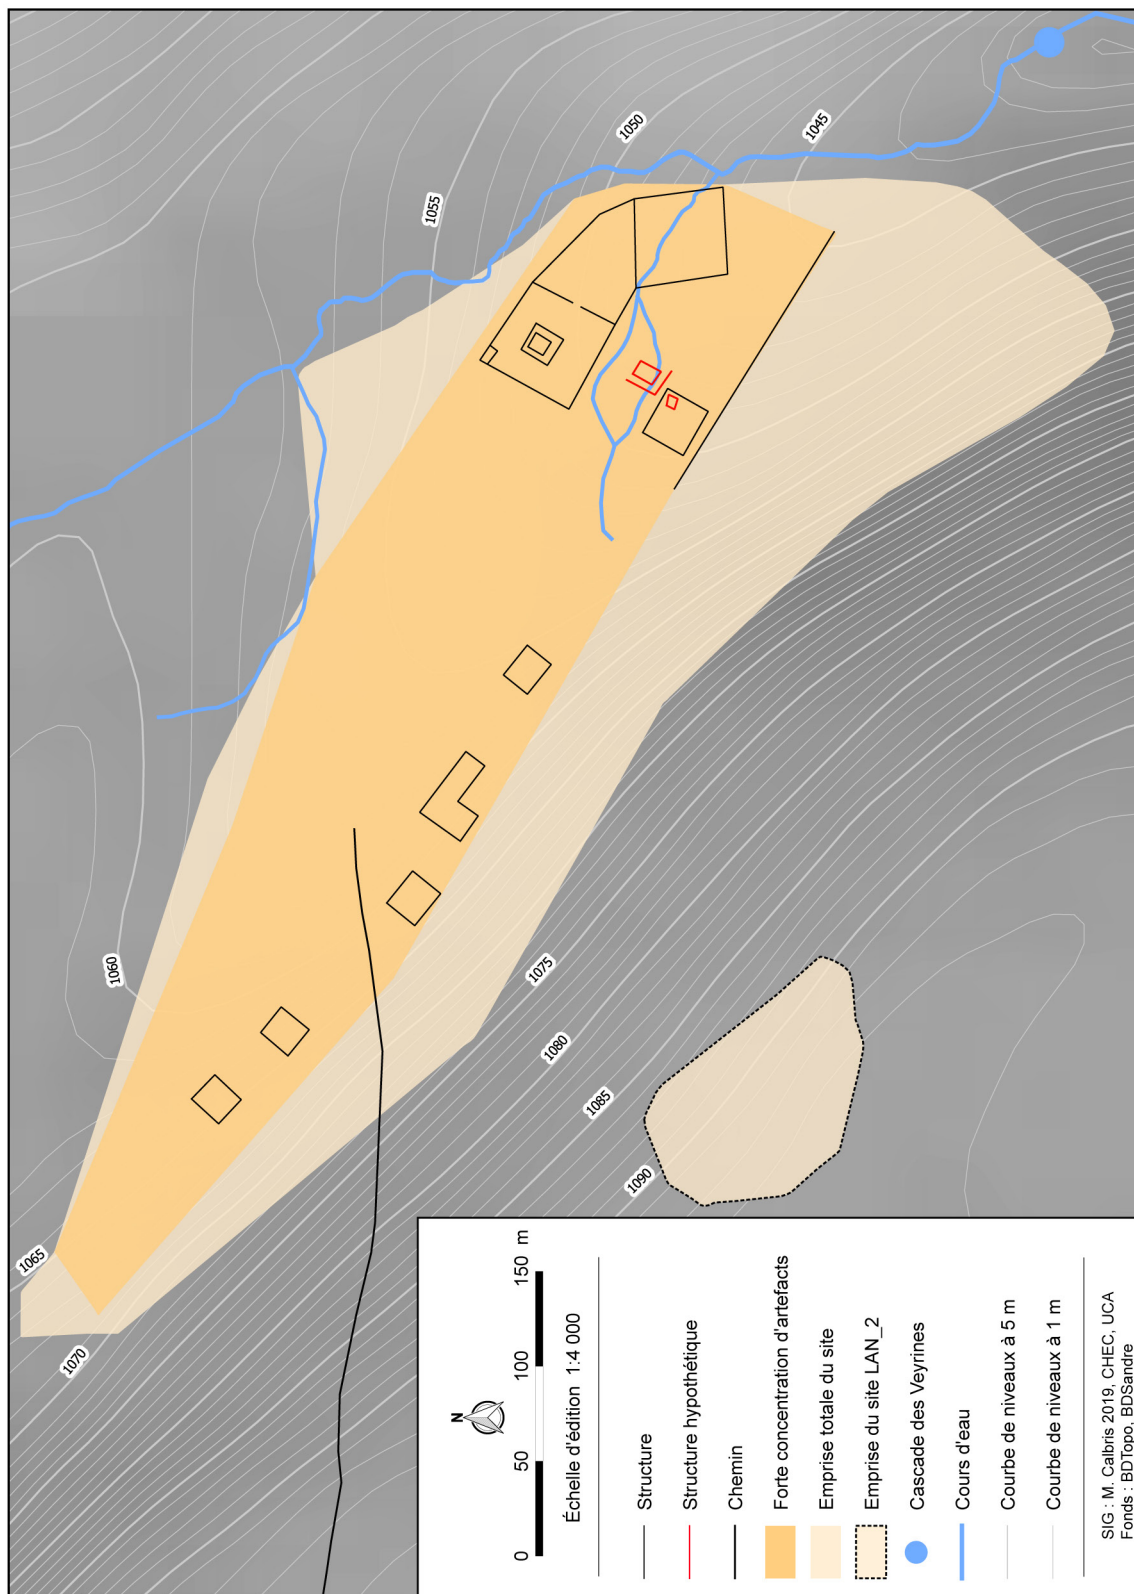 1050
1045
1055
1060
1065
1070
1075
1080
1085
1090
N
0 50 100 150 m
Échelle d'édition 1:4 000
Structure
Structure hypothétique
Chemin
Forte concentration d'artefacts
Emprise totale du site
Emprise du site LAN_2
Cascade des Veyrines
Cours d'eau
Courbe de niveaux à 5 m
Courbe de niveaux à 1 m
SIG : M. Calbris 2019, CHEC, UCA
Fonds : BDTopo, BDSandre